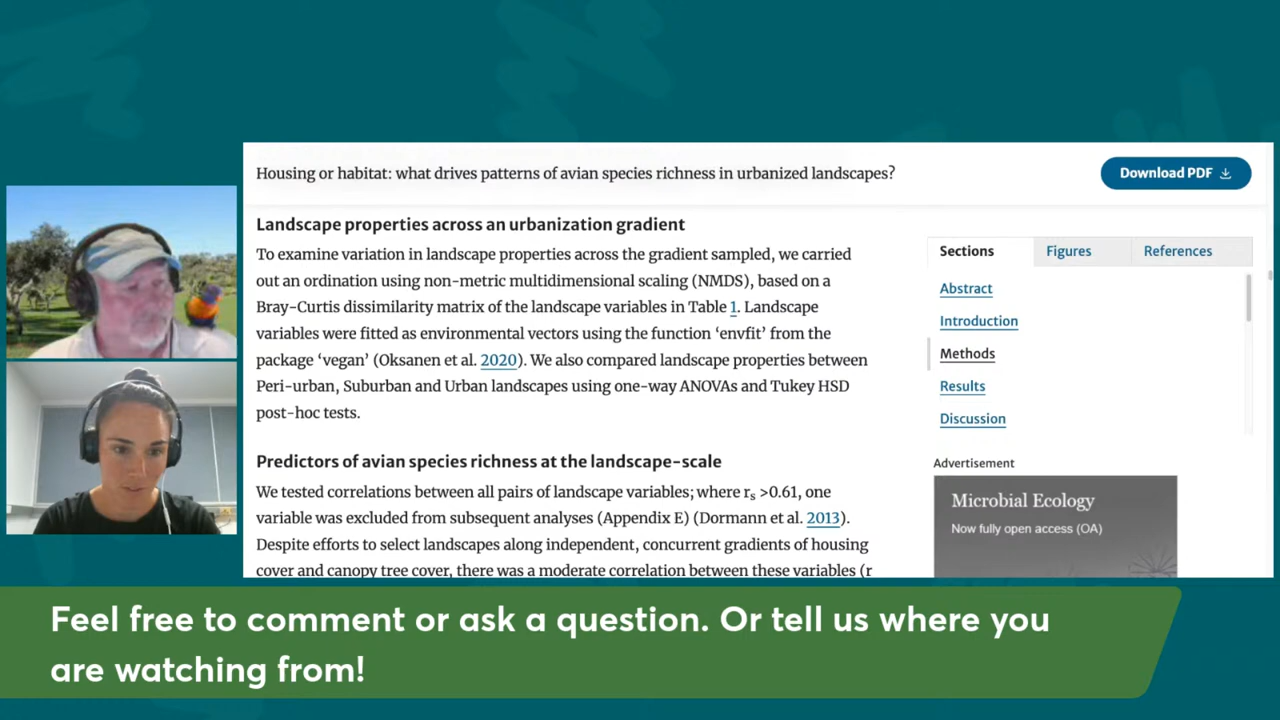 Housing or habitat: what drives patterns of avian species richness in urbanized landscapes?
Download PDF
Landscape properties across an urbanization gradient
To examine variation in landscape properties across the gradient sampled, we carried
out an ordination using non-metric multidimensional scaling (NMDS), based on a
Bray-Curtis dissimilarity matrix of the landscape variables in Table 1. Landscape
variables were fitted as environmental vectors using the function ‘envfit’ from the
package ‘vegan’ (Oksanen et al. 2020). We also compared landscape properties between
Peri-urban, Suburban and Urban landscapes using one-way ANOVAs and Tukey HSD
post-hoc tests.
Predictors of avian species richness at the landscape-scale
We tested correlations between all pairs of landscape variables; where rs >0.61, one
variable was excluded from subsequent analyses (Appendix E) (Dormann et al. 2013).
Despite efforts to select landscapes along independent, concurrent gradients of housing
cover and canopy tree cover, there was a moderate correlation between these variables (r
Sections Figures References
Abstract
Introduction
Methods
Results
Discussion
Advertisement
Microbial Ecology
Now fully open access (OA)
Feel free to comment or ask a question. Or tell us where you
are watching from!